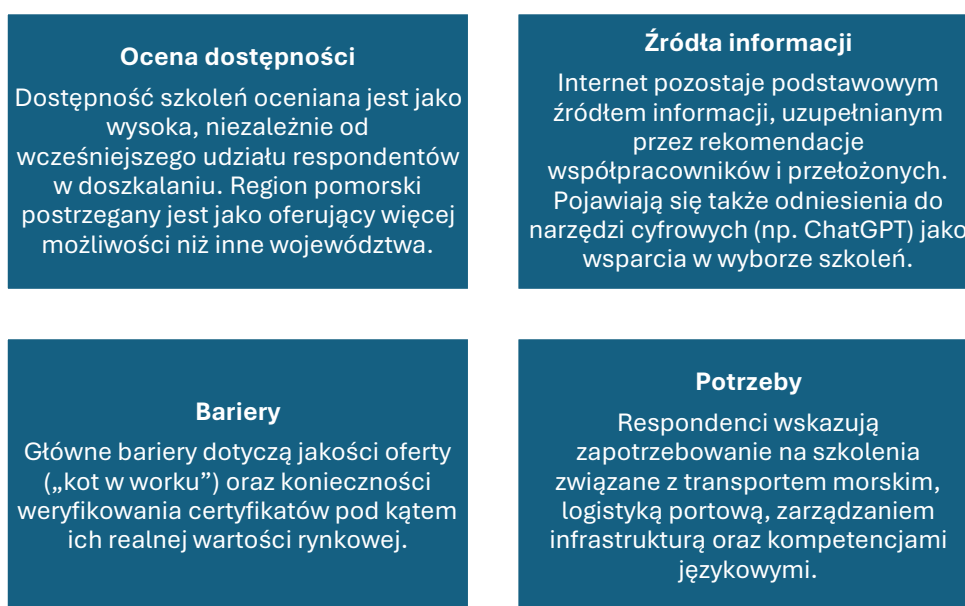 Ocena dostępności
Dostępność szkoleń oceniana jest jako
wysoka, niezależnie od
wcześniejszego udziału respondentów
w doszkalaniu. Region pomorski
postrzegany jest jako oferujący więcej
możliwości niż inne województwa.
Źródła informacji
Internet pozostaje podstawowym
źródłem informacji, uzupełnianym
przez rekomendacje
współpracowników i przełożonych.
Pojawiają się także odniesienia do
narzędzi cyfrowych (np. ChatGPT) jako
wsparcia w wyborze szkoleń.
Bariery
Główne bariery dotyczą jakości oferty
(„kot w worku”) oraz konieczności
weryfikowania certyfikatów pod kątem
ich realnej wartości rynkowej.
Potrzeby
Respondenci wskazują
zapotrzebowanie na szkolenia
związane z transportem morskim,
logistyką portową, zarządzaniem
infrastrukturą oraz kompetencjami
językowymi.